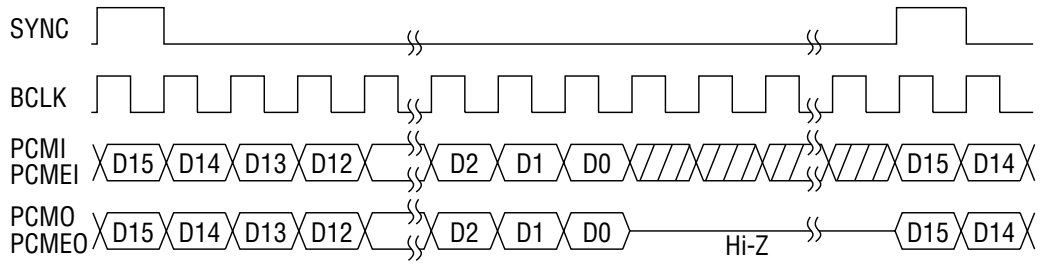 SYNC
BCLK
PCMI
PCMEI
D15 D14 D13 D12 D2 D1 D0 D15 D14
PCMO
PCMEO
D15 D14 D13 D12 D2 D1 D0 Hi-Z D15 D14